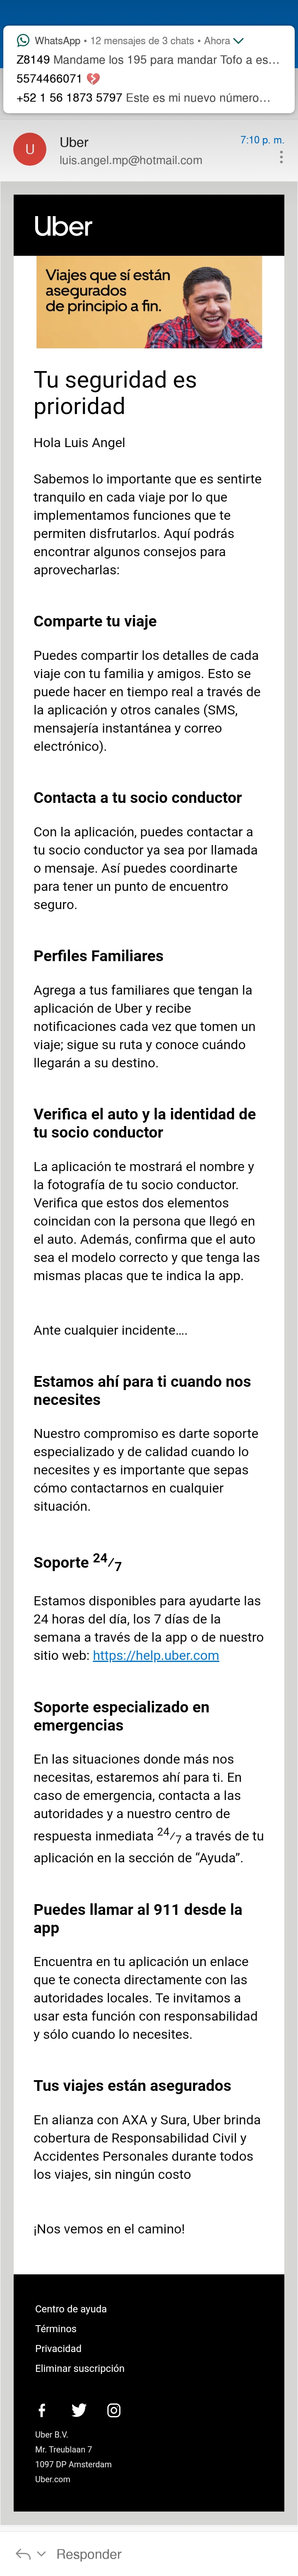 WhatsApp • 12 mensajes de 3 chats • Ahora
Z8149 Mandame los 195 para mandar Tofo a es...
5574466071 💔
+52 1 56 1873 5797 Este es mi nuevo número...
U
Uber
7:10 p. m.
luis.angel.mp@hotmail.com
Uber
Viajes que sí están
asegurados
de principio a fin.
Tu seguridad es
prioridad
Hola Luis Angel
Sabemos lo importante que es sentirte
tranquilo en cada viaje por lo que
implementamos funciones que te
permiten disfrutarlos. Aquí podrás
encontrar algunos consejos para
aprovecharlas:
Comparte tu viaje
Puedes compartir los detalles de cada
viaje con tu familia y amigos. Esto se
puede hacer en tiempo real a través de
la aplicación y otros canales (SMS,
mensajería instantánea y correo
electrónico).
Contacta a tu socio conductor
Con la aplicación, puedes contactar a
tu socio conductor ya sea por llamada
o mensaje. Así puedes coordinarte
para tener un punto de encuentro
seguro.
Perfiles Familiares
Agrega a tus familiares que tengan la
aplicación de Uber y recibe
notificaciones cada vez que tomen un
viaje; sigue su ruta y conoce cuándo
llegarán a su destino.
Verifica el auto y la identidad de
tu socio conductor
La aplicación te mostrará el nombre y
la fotografía de tu socio conductor.
Verifica que estos dos elementos
coincidan con la persona que llegó en
el auto. Además, confirma que el auto
sea el modelo correcto y que tenga las
mismas placas que te indica la app.
Ante cualquier incidente....
Estamos ahí para ti cuando nos
necesites
Nuestro compromiso es darte soporte
especializado y de calidad cuando lo
necesites y es importante que sepas
cómo contactarnos en cualquier
situación.
Soporte 24/7
Estamos disponibles para ayudarte las
24 horas del día, los 7 días de la
semana a través de la app o de nuestro
sitio web: https://help.uber.com
Soporte especializado en
emergencias
En las situaciones donde más nos
necesitas, estaremos ahí para ti. En
caso de emergencia, contacta a las
autoridades y a nuestro centro de
respuesta inmediata 24/7 a través de tu
aplicación en la sección de “Ayuda”.
Puedes llamar al 911 desde la
app
Encuentra en tu aplicación un enlace
que te conecta directamente con las
autoridades locales. Te invitamos a
usar esta función con responsabilidad
y sólo cuando lo necesites.
Tus viajes están asegurados
En alianza con AXA y Sura, Uber brinda
cobertura de Responsabilidad Civil y
Accidentes Personales durante todos
los viajes, sin ningún costo
¡Nos vemos en el camino!
Centro de ayuda
Términos
Privacidad
Eliminar suscripción
Uber B.V.
Mr. Treublaan 7
1097 DP Amsterdam
Uber.com
Responder